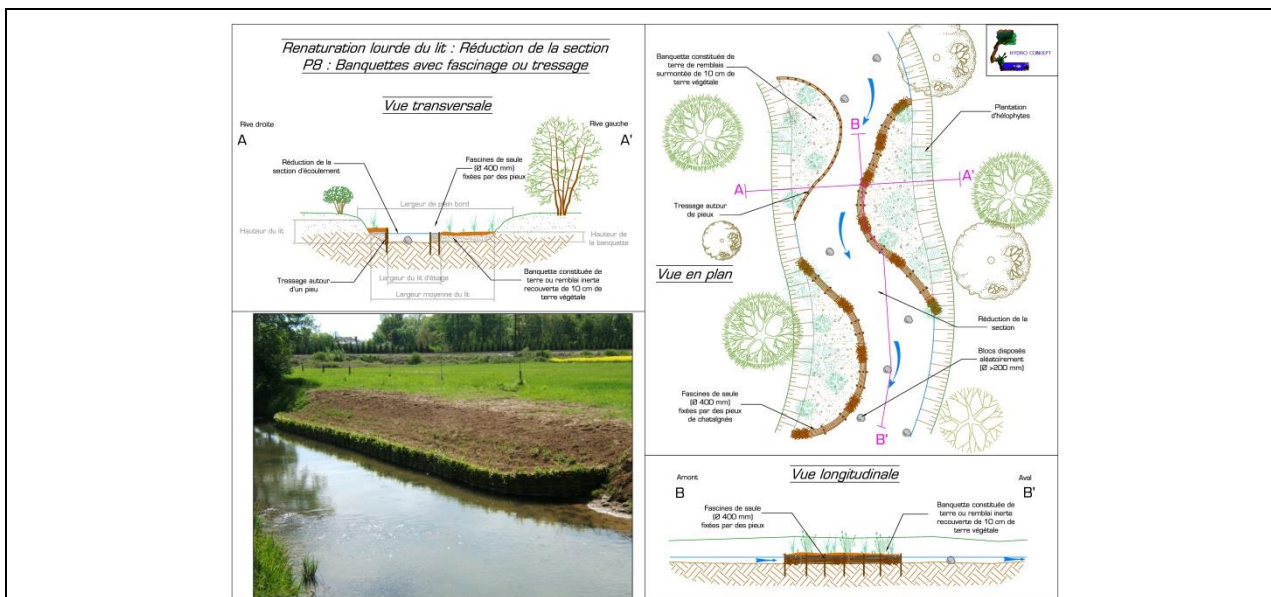 Renaturation lourde du lit : Réduction de la section
P8 : Banquettes avec fascinage ou tressage
Vue transversale
Rive droite
A
Rive gauche
A'
Réduction de la
section d'écoulement
Fascines de saule
(Ø 400 mm)
fixées par des pieux
Largeur de plein bord
Hauteur du lit
Hauteur de
la banquette
Tressage autour
d'un pieu
Largeur du lit d'étiage
Largeur moyenne du lit
Banquette constituée de
terre ou remblai inerte
recouverte de 10 cm de
terre végétale
Banquette constituée de
terre de remblais
surmontée de 10 cm de
terre végétale
HYDRO CONCEPT
Plantation
d'hélophytes
B
A
A'
Tressage autour
de pieux
Vue en plan
Réduction de la
section
Blocs disposés
aléatoirement
(Ø >200 mm)
Fascines de saule
(Ø 400 mm)
fixées par des pieux
de chataîgnés
B'
Vue longitudinale
Amont
B
Aval
B'
Fascines de saule
(Ø 400 mm)
fixées par des pieux
Banquette constituée de
terre ou remblai inerte
recouverte de 10 cm de
terre végétale